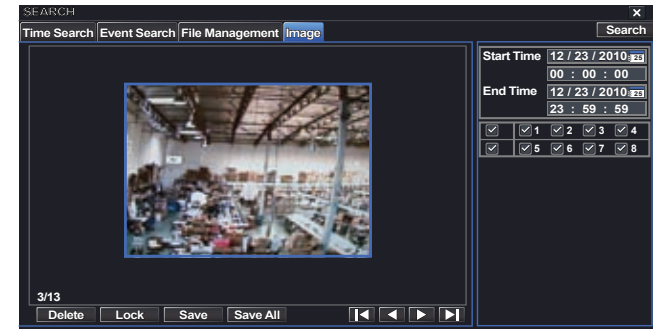 SEARCH
Time Search Event Search File Management Image
Search
3/13
Delete Lock Save Save All
Start Time 12 / 23 / 2010 25
00 : 00 : 00
End Time 12 / 23 / 2010 25
23 : 59 : 59
1 2 3 4
5 6 7 8